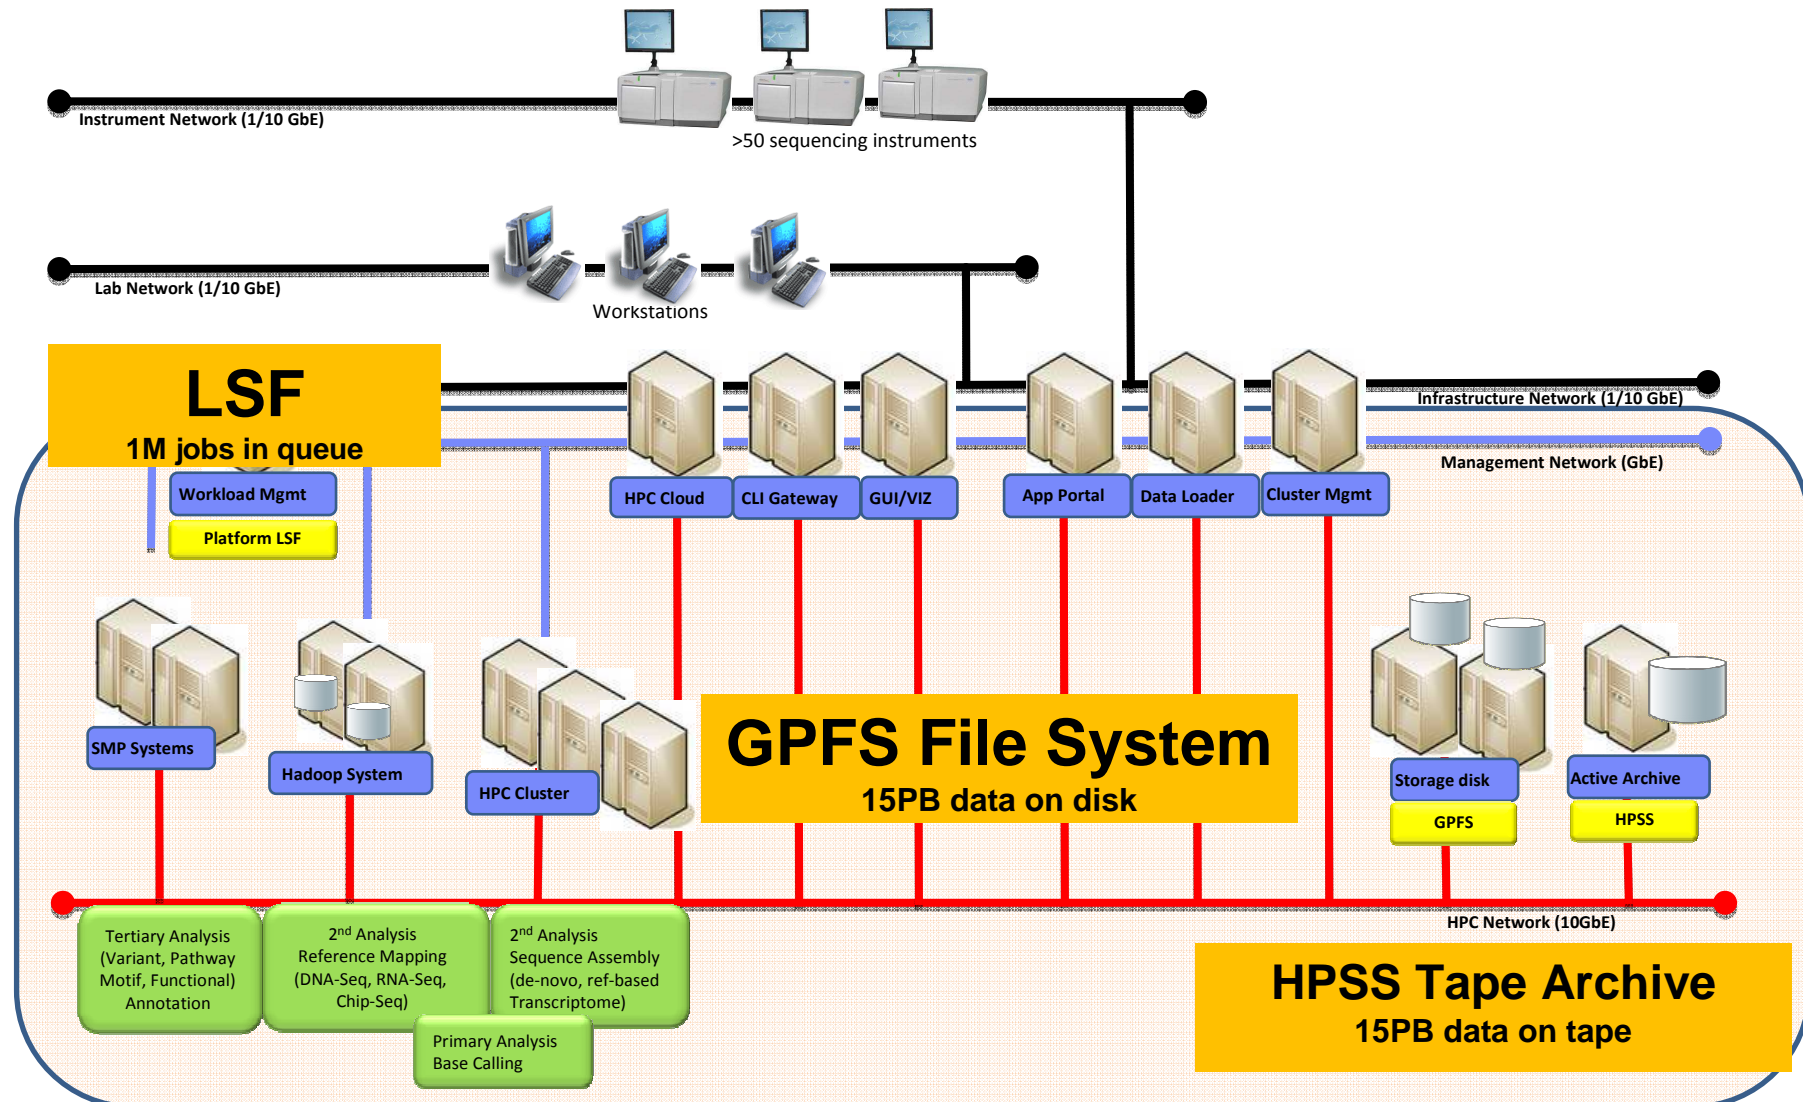 Instrument Network (1/10 GbE)
>50 sequencing instruments
Lab Network (1/10 GbE)
Workstations
LSF
1M jobs in queue
Infrastructure Network (1/10 GbE)
Management Network (GbE)
Workload Mgmt
Platform LSF
HPC Cloud
CLI Gateway
GUI/VIZ
App Portal
Data Loader
Cluster Mgmt
SMP Systems
Hadoop System
HPC Cluster
GPFS File System
15PB data on disk
Storage disk
GPFS
Active Archive
HPSS
HPC Network (10GbE)
Tertiary Analysis
(Variant, Pathway
Motif, Functional)
Annotation
2nd Analysis
Reference Mapping
(DNA-Seq, RNA-Seq,
Chip-Seq)
2nd Analysis
Sequence Assembly
(de-novo, ref-based
Transcriptome)
Primary Analysis
Base Calling
HPSS Tape Archive
15PB data on tape